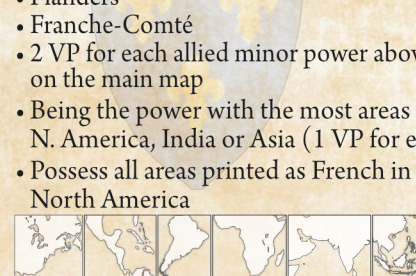 • Flanders
• Franche-Comté
• 2 VP for each allied minor power abov
on the main map
• Being the power with the most areas
N. America, India or Asia (1 VP for e
• Possess all areas printed as French in
North America